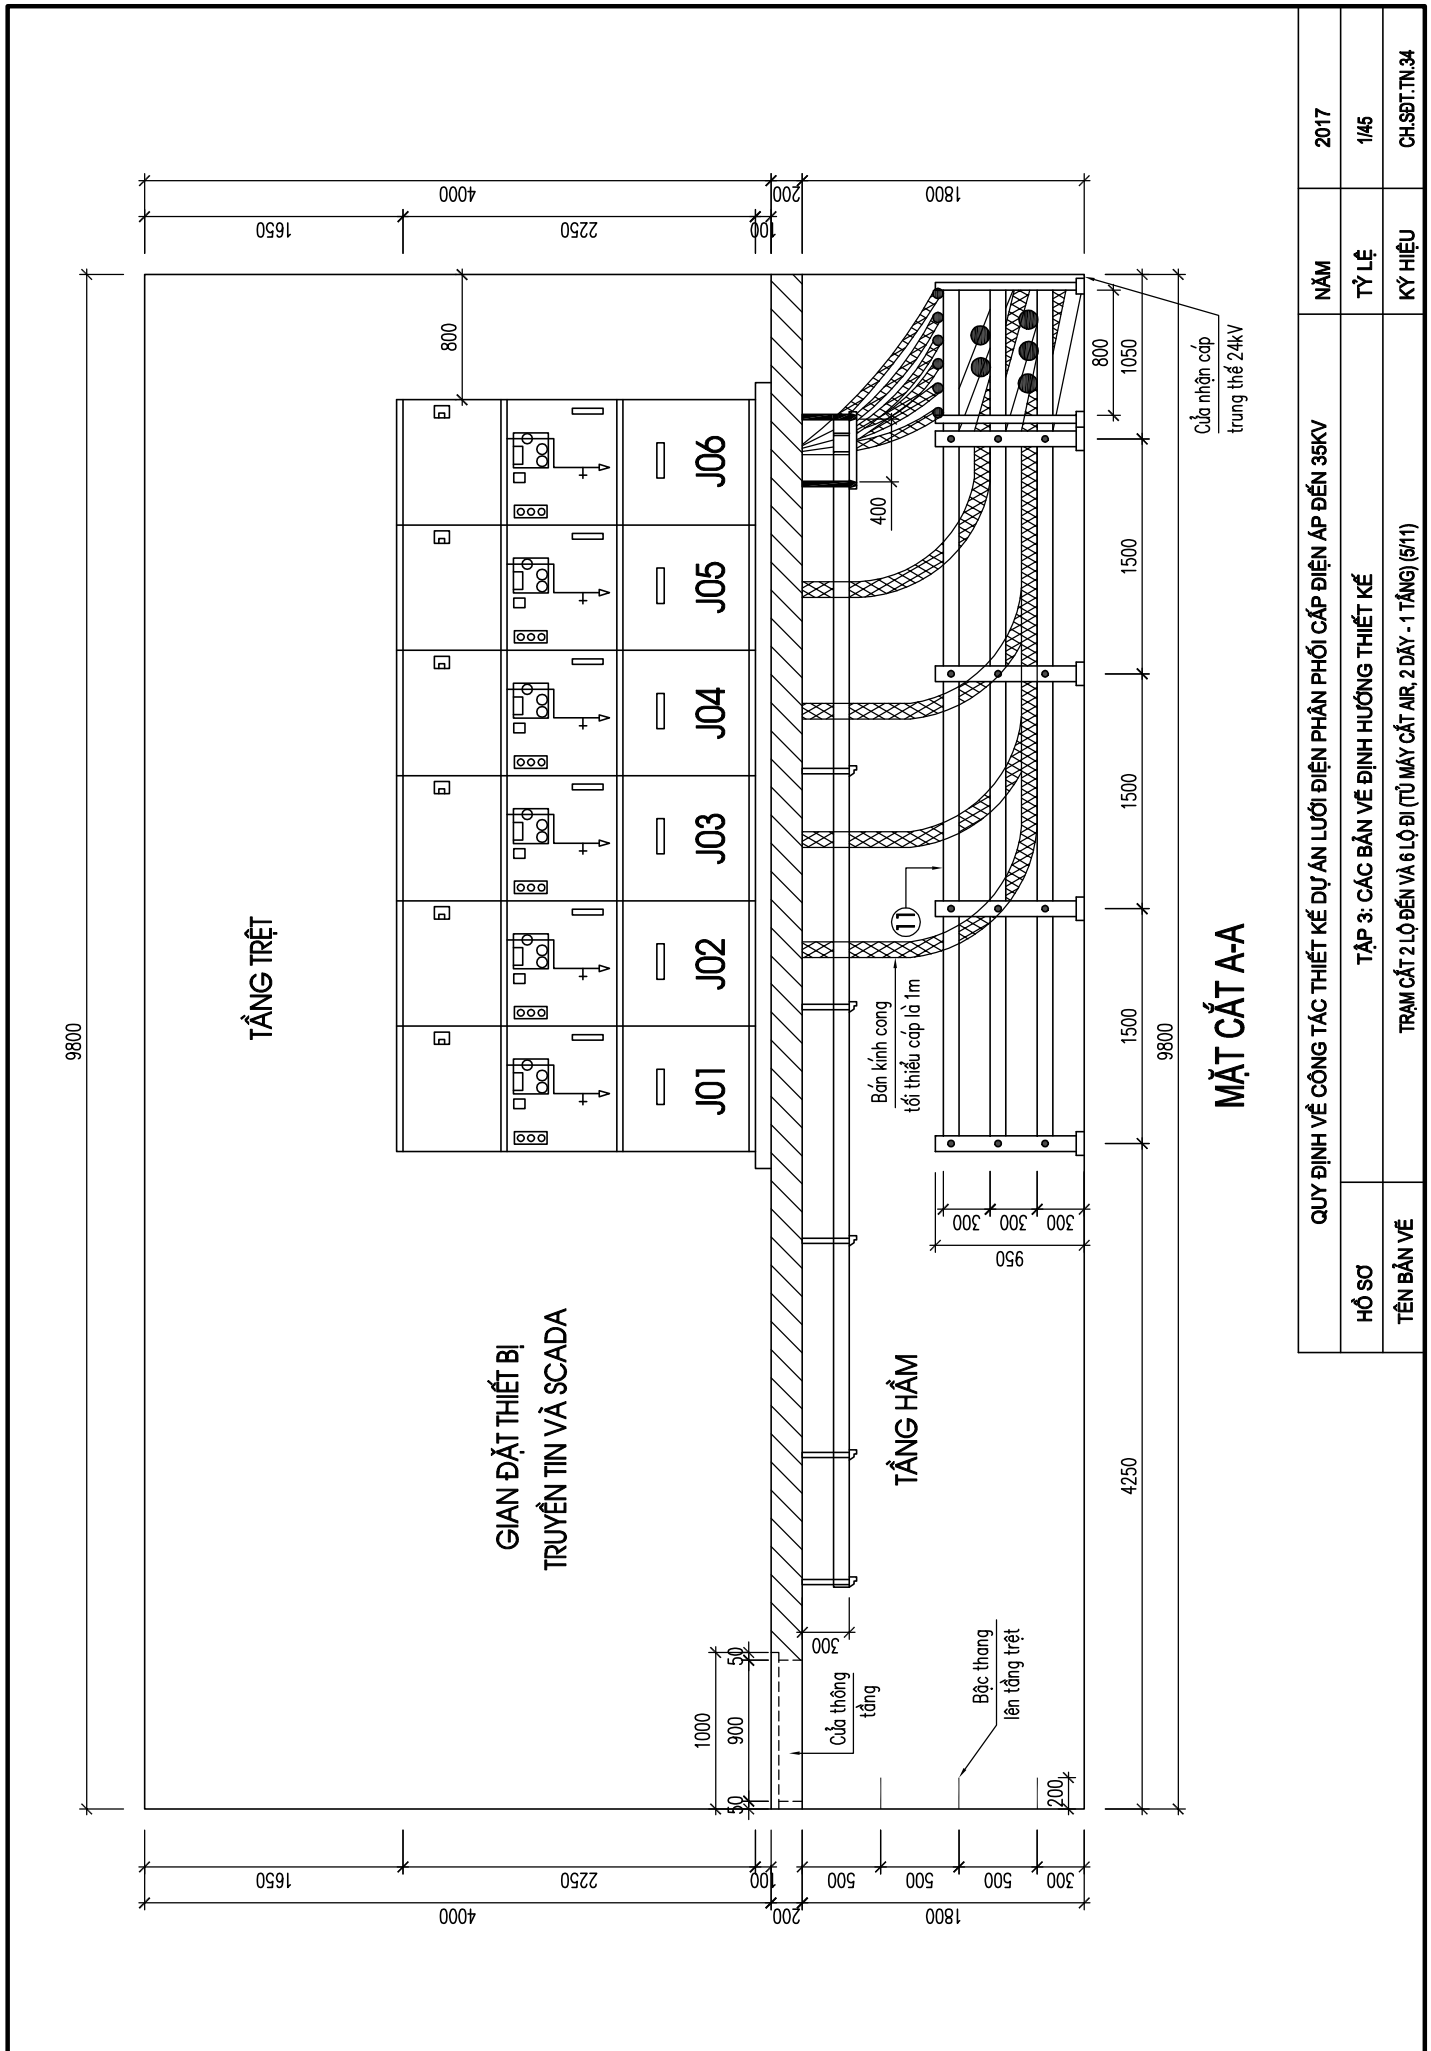 9800
4000
1650
2250
100
200
1800
4000
1650
2250
100
200
1800
500
500
500
300
800
TẦNG TRỆT
GIAN ĐẶT THIẾT BỊ
TRUYỀN TIN VÀ SCADA
J01
J02
J03
J04
J05
J06
1000
50
900
50
Cửa thông
tầng
300
TẦNG HẦM
Bậc thang
lên tầng trệt
200
Bán kính cong
tối thiểu cáp là 1m
11
400
950
300
300
300
4250
1500
1500
1500
1050
800
9800
Cửa nhận cáp
trung thế 24kV
MẶT CẮT A-A
QUY ĐỊNH VỀ CÔNG TÁC THIẾT KẾ DỰ ÁN LƯỚI ĐIỆN PHÂN PHỐI CẤP ĐIỆN ÁP ĐẾN 35KV
NĂM
2017
HỒ SƠ
TẬP 3: CÁC BẢN VẼ ĐỊNH HƯỚNG THIẾT KẾ
TỶ LỆ
1/45
TÊN BẢN VẼ
TRẠM CẮT 2 LỘ ĐẾN VÀ 6 LỘ ĐI (TỦ MÁY CẮT AIR, 2 DÃY - 1 TẦNG) (5/11)
KÝ HIỆU
CH.SĐT.TN.34